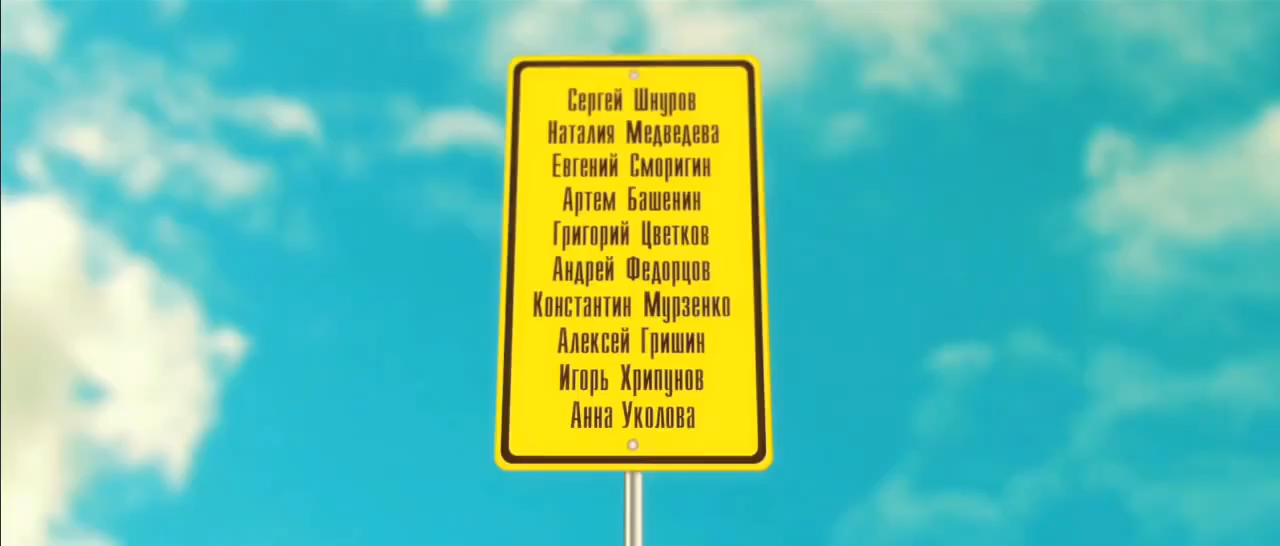 Сергей Шнуров
Наталия Медведева
Евгений Сморигин
Артем Башенин
Григорий Цветков
Андрей Федорцов
Константин Мурзенко
Алексей Гришин
Игорь Хрипунов
Анна Уколова